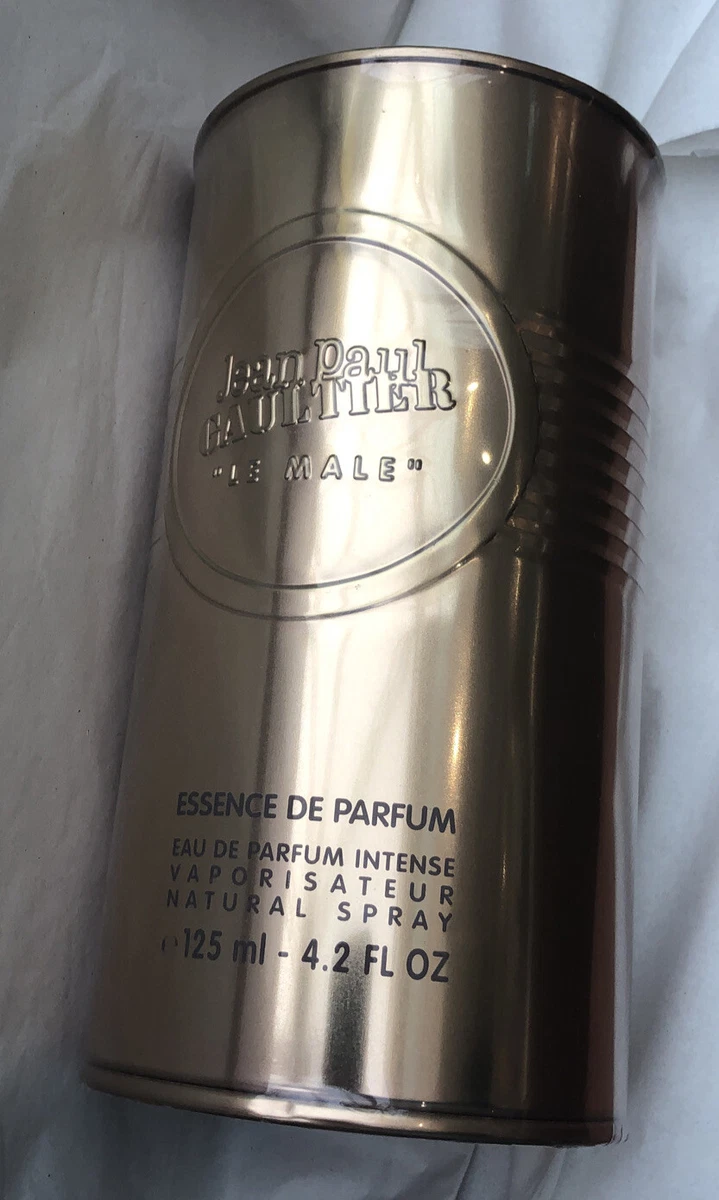 Jean Paul
GAULTIER
"LE MALE"
ESSENCE DE PARFUM
EAU DE PARFUM INTENSE
VAPORISATEUR
NATURAL SPRAY
℮125 ml - 4.2 FL OZ